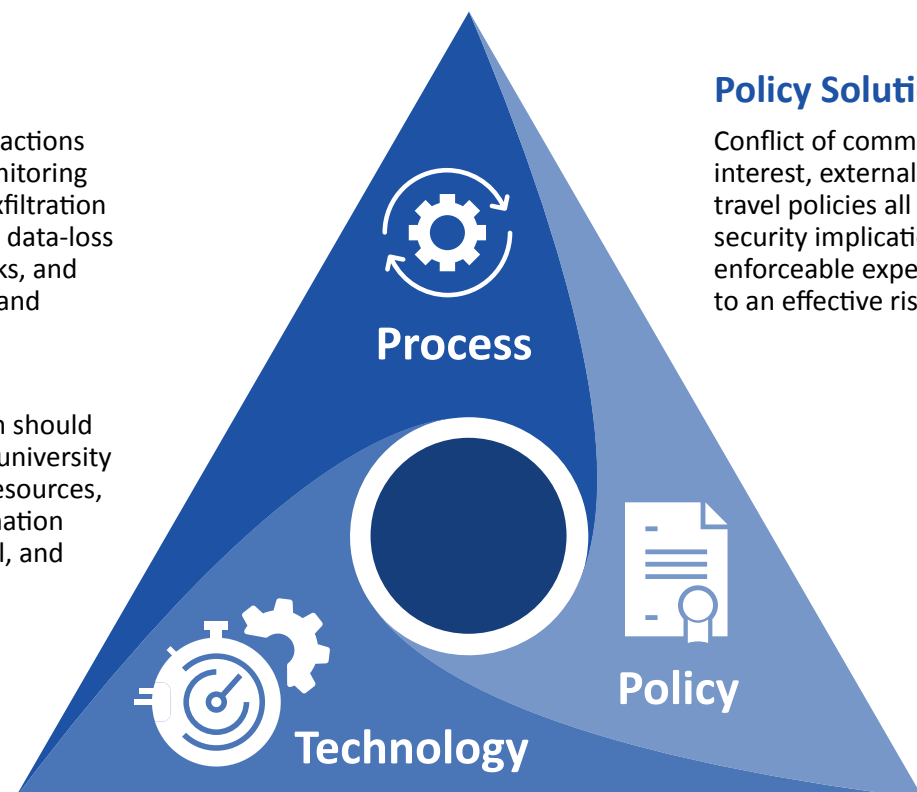 actions
nitoring
xfiltration
data-loss
ks, and
and
n should
university
esources,
nation
l, and
Process
Technology
Policy
Policy Soluti
Conflict of comm
interest, external
travel policies all
security implicati
enforceable expe
to an effective ris